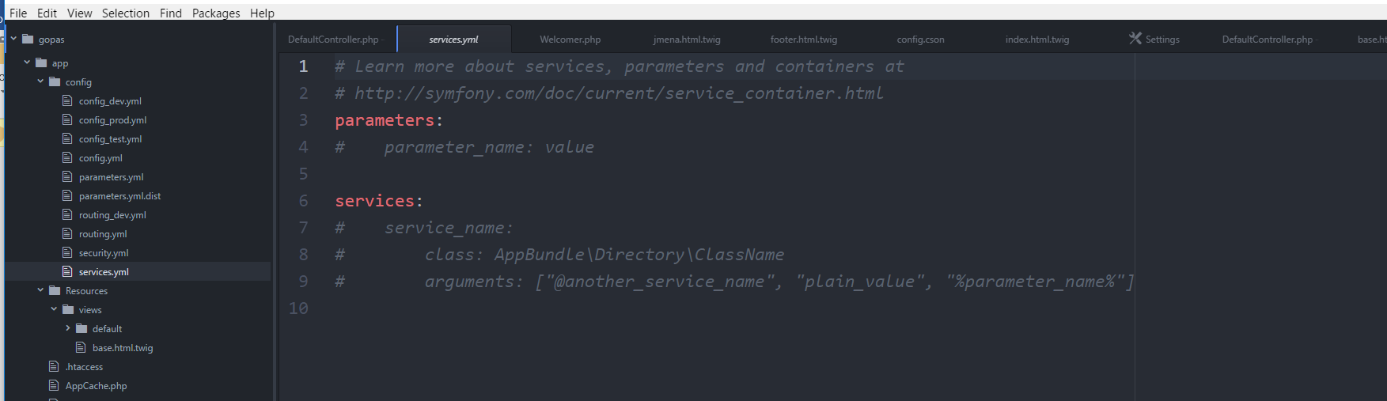 File Edit View Selection Find Packages Help
gopas
app
config
config_dev.yml
config_prod.yml
config_test.yml
config.yml
parameters.yml
parameters.yml.dist
routing_dev.yml
routing.yml
security.yml
services.yml
Resources
views
default
base.html.twig
.htaccess
AppCache.php
DefaultController.php services.yml Welcomer.php jmena.html.twig footer.html.twig config.cson index.html.twig Settings DefaultController.php base.ht
1 # Learn more about services, parameters and containers at
2 # http://symfony.com/doc/current/service_container.html
3 parameters:
4 # parameter_name: value
5
6 services:
7 # service_name:
8 # class: AppBundle\Directory\ClassName
9 # arguments: ["@another_service_name", "plain_value", "%parameter_name%"]
10